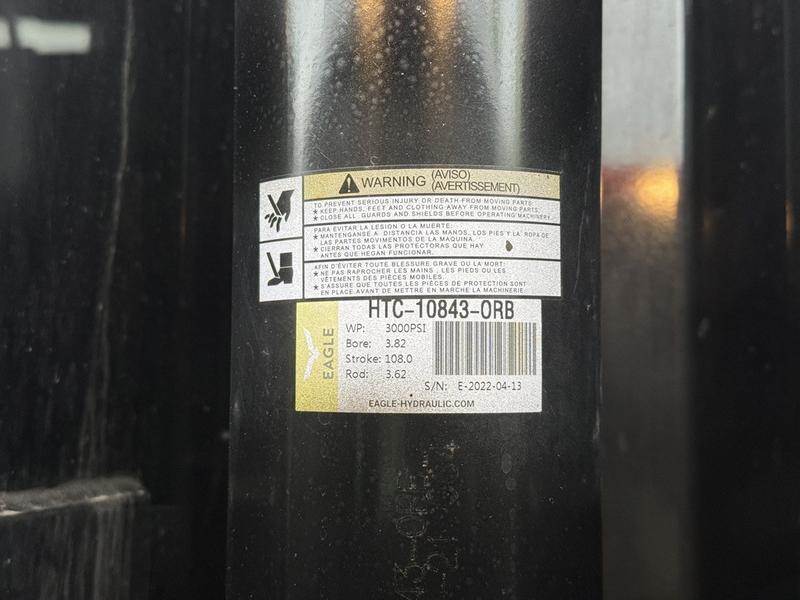 WARNING (AVISO)
(AVERTISSEMENT)
TO PREVENT SERIOUS INJURY OR DEATH FROM MOVING PARTS:
★ KEEP HANDS, FEET AND CLOTHING AWAY FROM MOVING PARTS.
★ CLOSE ALL GUARDS AND SHIELDS BEFORE OPERATING MACHINERY.
PARA EVITAR LA LESION O LA MUERTE:
★ MANTENGANSE A DISTANCIA LAS MANOS, LOS PIES Y LA ROPA DE
LAS PARTES MOVIMENTOS DE LA MAQUINA.
★ CIERRAN TODAS LAS PROTECTORAS QUE HAY
ANTES QUE HEGAN FUNCIONAR.
AFIN D'ÉVITER TOUTE BLESSURE GRAVE OU LA MORT:
★ NE PAS RAPROCHER LES MAINS, LES PIEDS OU LES
VÊTEMENTS DES PIÈCES MOBILES.
★ S'ASSURE QUE TOUTES LES PIÈCES DE PROTECTION SONT
EN PLACE AVANT DE METTRE EN MARCHE LA MACHINERIE.
EAGLE
HTC-10843-ORB
WP: 3000PSI
Bore: 3.82
Stroke: 108.0
Rod: 3.62
S/N: E-2022-04-13
EAGLE-HYDRAULIC.COM